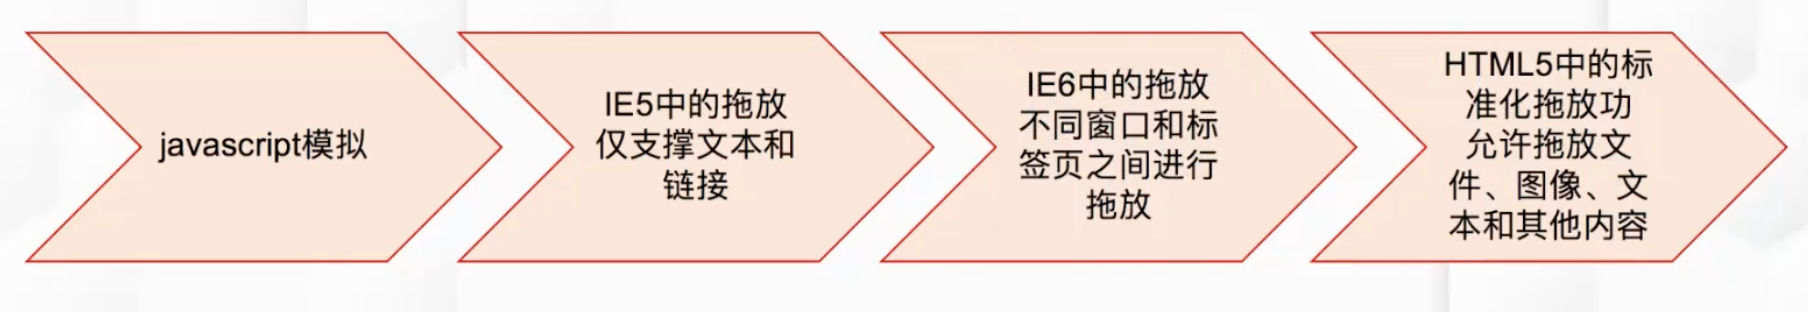 javascript模拟
IE5中的拖放
仅支撑文本和
链接
IE6中的拖放
不同窗口和标
签页之间进行
拖放
HTML5中的标
准化拖放功
允许拖放文
件、图像、文
本和其他内容